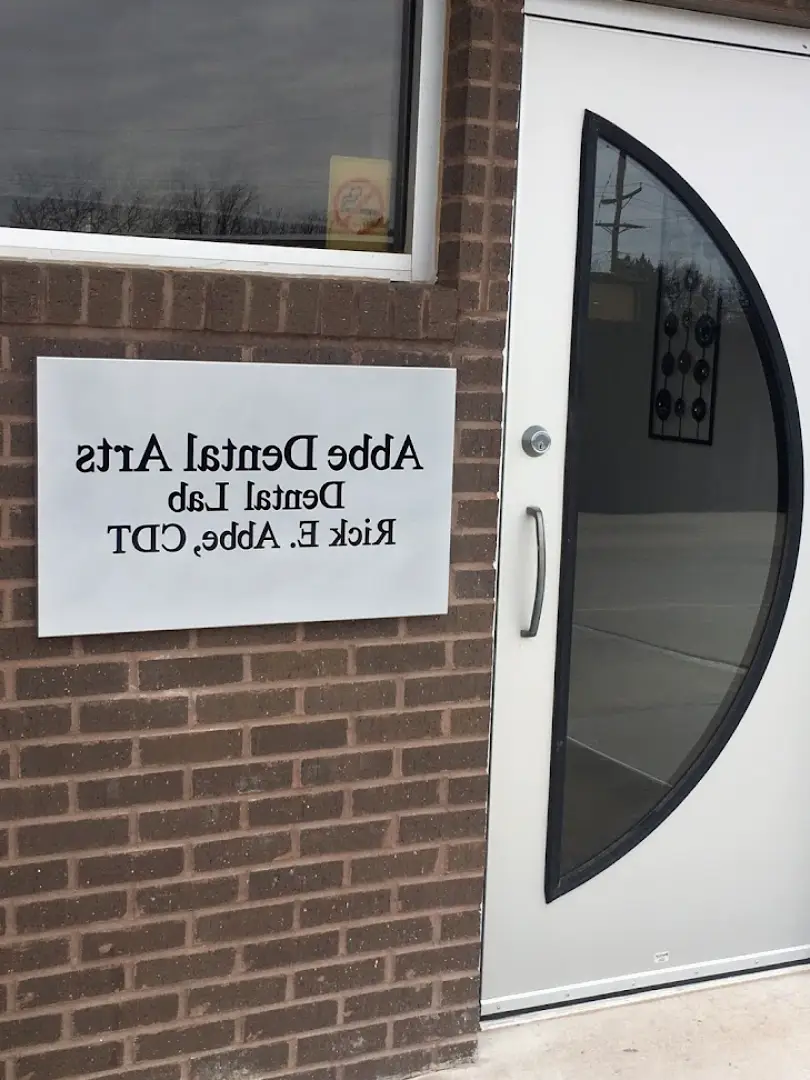 Abbe Dental Arts
Dental Lab
Rick E. Abbe, CDT